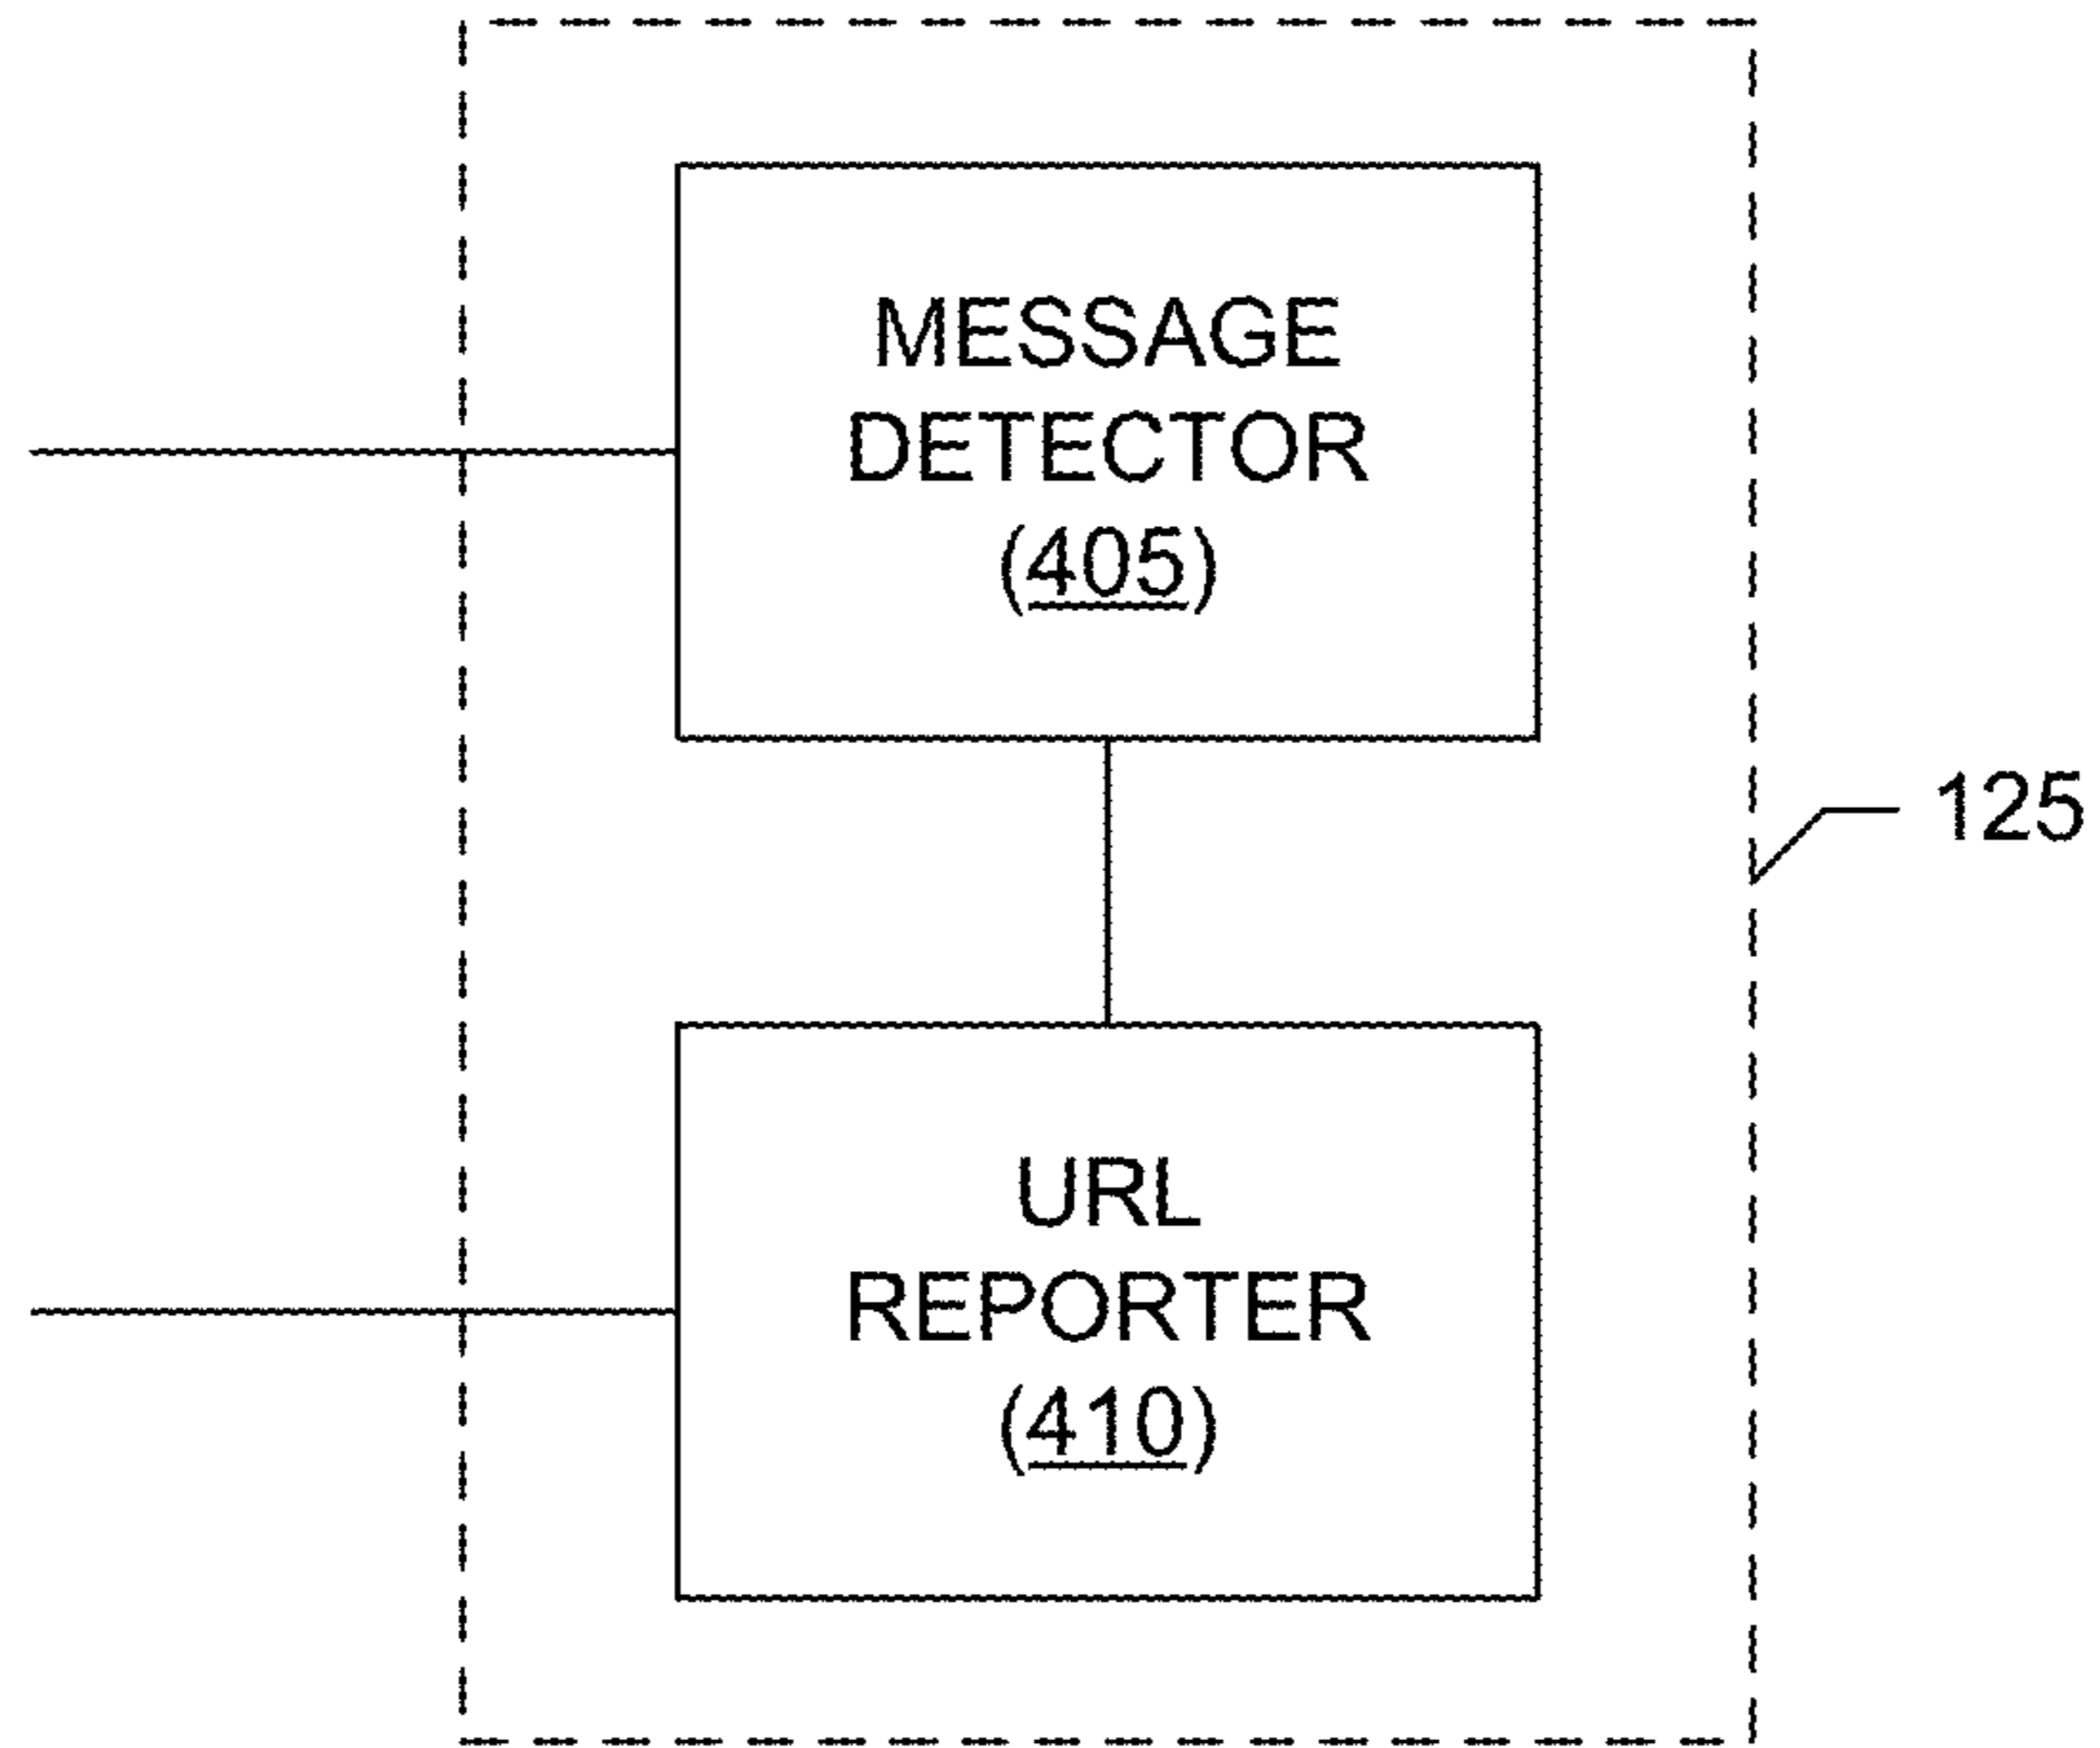 MESSAGE
DETECTOR
(405)
125
URL
REPORTER
(410)